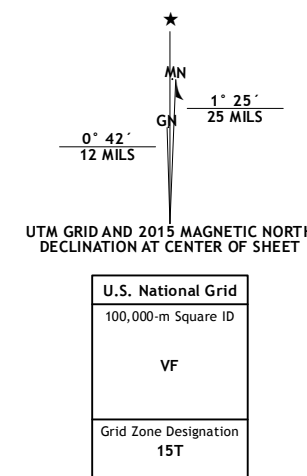 ★
MN
1° 25´
25 MILS
GN
0° 42´
12 MILS
UTM GRID AND 2015 MAGNETIC NORTH
DECLINATION AT CENTER OF SHEET
U.S. National Grid
100,000-m Square ID
VF
Grid Zone Designation
15T